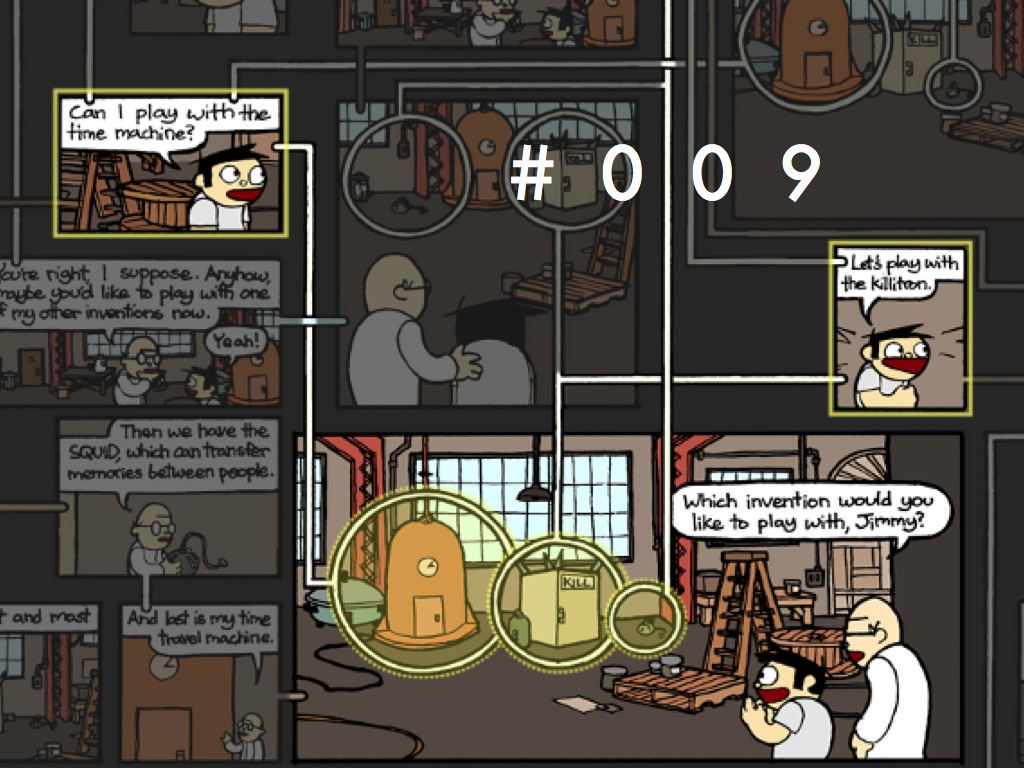 Can I play with the
time machine?
# 0 0 9
KILL
Let's play with
the killitron.
You're right, I suppose. Anyhow,
maybe you'd like to play with one
of my other inventions now.
Yeah!
Then we have the
SQUID, which can transfer
memories between people.
KILL
Which invention would you
like to play with, Jimmy?
and mast
And last is my time
travel machine.